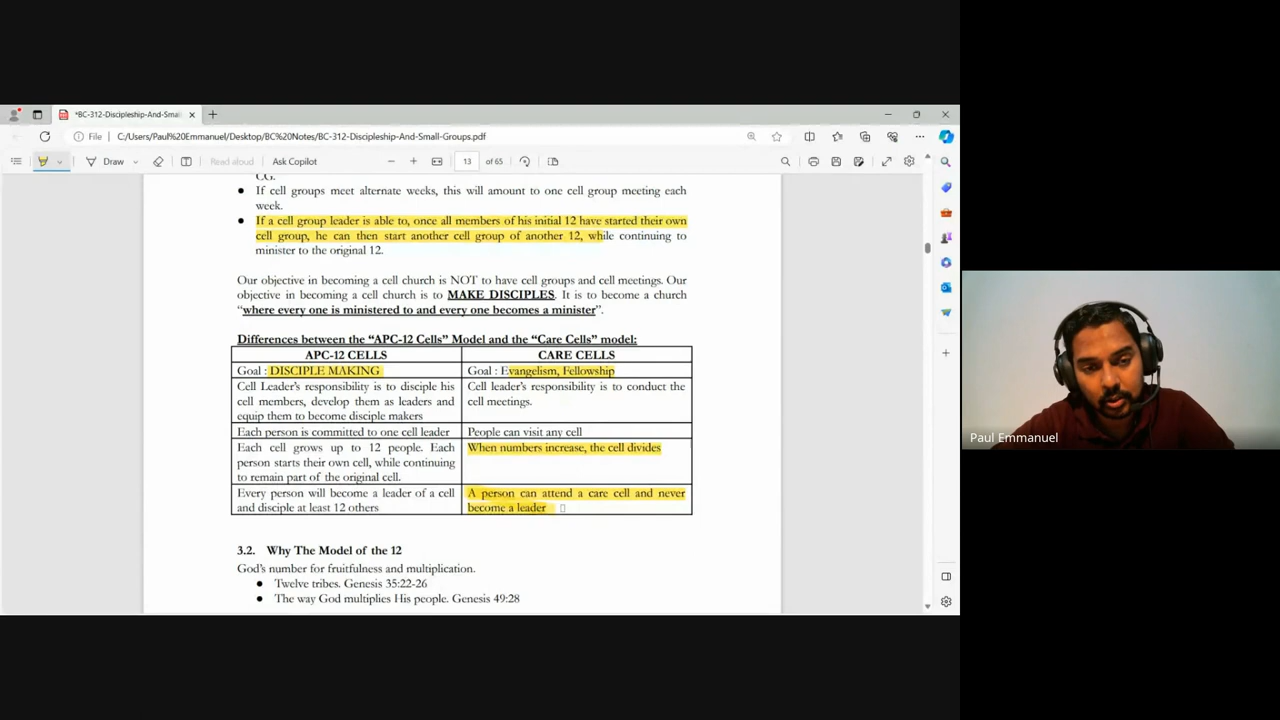 *BC-312-Discipleship-And-Smal
File
C:/Users/Paul%20Emmanuel/Desktop/BC%20Notes/BC-312-Discipleship-And-Small-Groups.pdf
Draw
Read aloud
Ask Copilot
13
of 65
CG.
● If cell groups meet alternate weeks, this will amount to one cell group meeting each
week.
● If a cell group leader is able to, once all members of his initial 12 have started their own
cell group, he can then start another cell group of another 12, while continuing to
minister to the original 12.
Our objective in becoming a cell church is NOT to have cell groups and cell meetings. Our
objective in becoming a cell church is to MAKE DISCIPLES. It is to become a church
“where every one is ministered to and every one becomes a minister”.
Differences between the “APC-12 Cells” Model and the “Care Cells” model:
APC-12 CELLS
CARE CELLS
Goal : DISCIPLE MAKING
Goal : Evangelism, Fellowship
Cell Leader’s responsibility is to disciple his
cell members, develop them as leaders and
equip them to become disciple makers
Cell leader’s responsibility is to conduct the
cell meetings.
Each person is committed to one cell leader
People can visit any cell
Each cell grows up to 12 people. Each
person starts their own cell, while continuing
to remain part of the original cell.
When numbers increase, the cell divides
Every person will become a leader of a cell
and disciple at least 12 others
A person can attend a care cell and never
become a leader
3.2. Why The Model of the 12
God’s number for fruitfulness and multiplication.
● Twelve tribes. Genesis 35:22-26
● The way God multiplies His people. Genesis 49:28
Paul Emmanuel